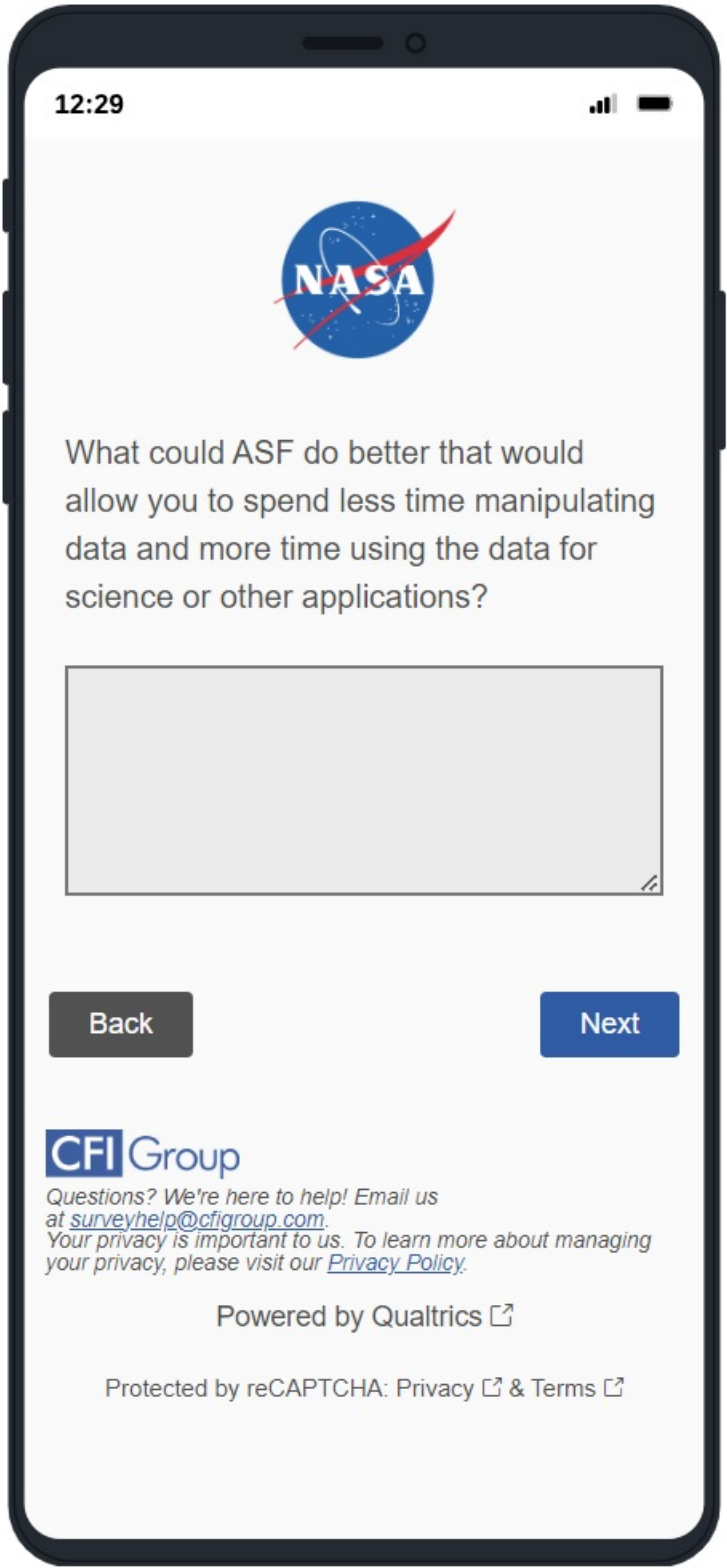 12:29
NASA
What could ASF do better that would
allow you to spend less time manipulating
data and more time using the data for
science or other applications?
Back
Next
CFI Group
Questions? We're here to help! Email us
at surveyhelp@cfigroup.com.
Your privacy is important to us. To learn more about managing
your privacy, please visit our Privacy Policy.
Powered by Qualtrics
Protected by reCAPTCHA: Privacy & Terms